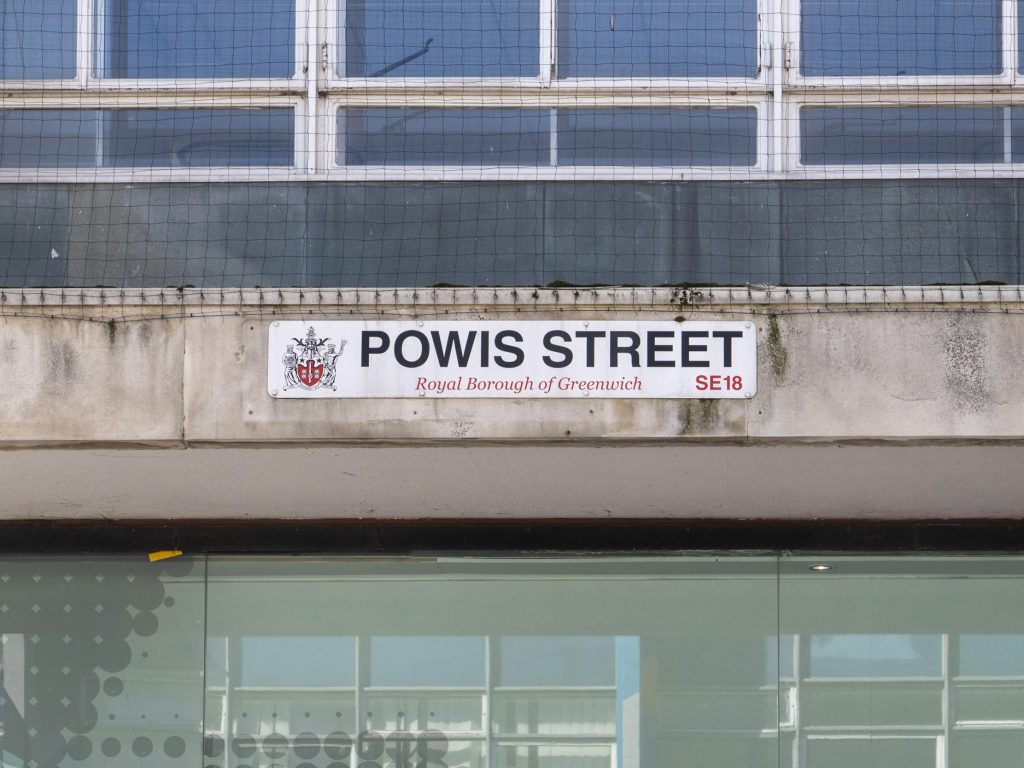 POWIS STREET
Royal Borough of Greenwich
SE18